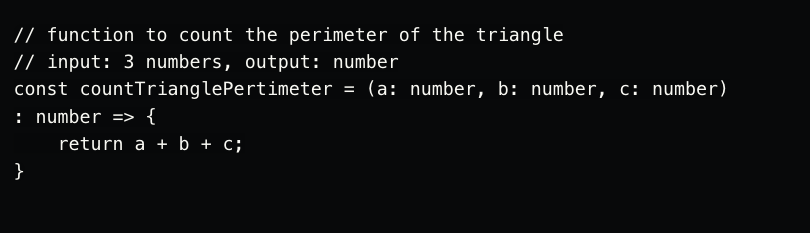 // function to count the perimeter of the triangle
// input: 3 numbers, output: number
const countTrianglePertimeter = (a: number, b: number, c: number)
: number => {
    return a + b + c;
}